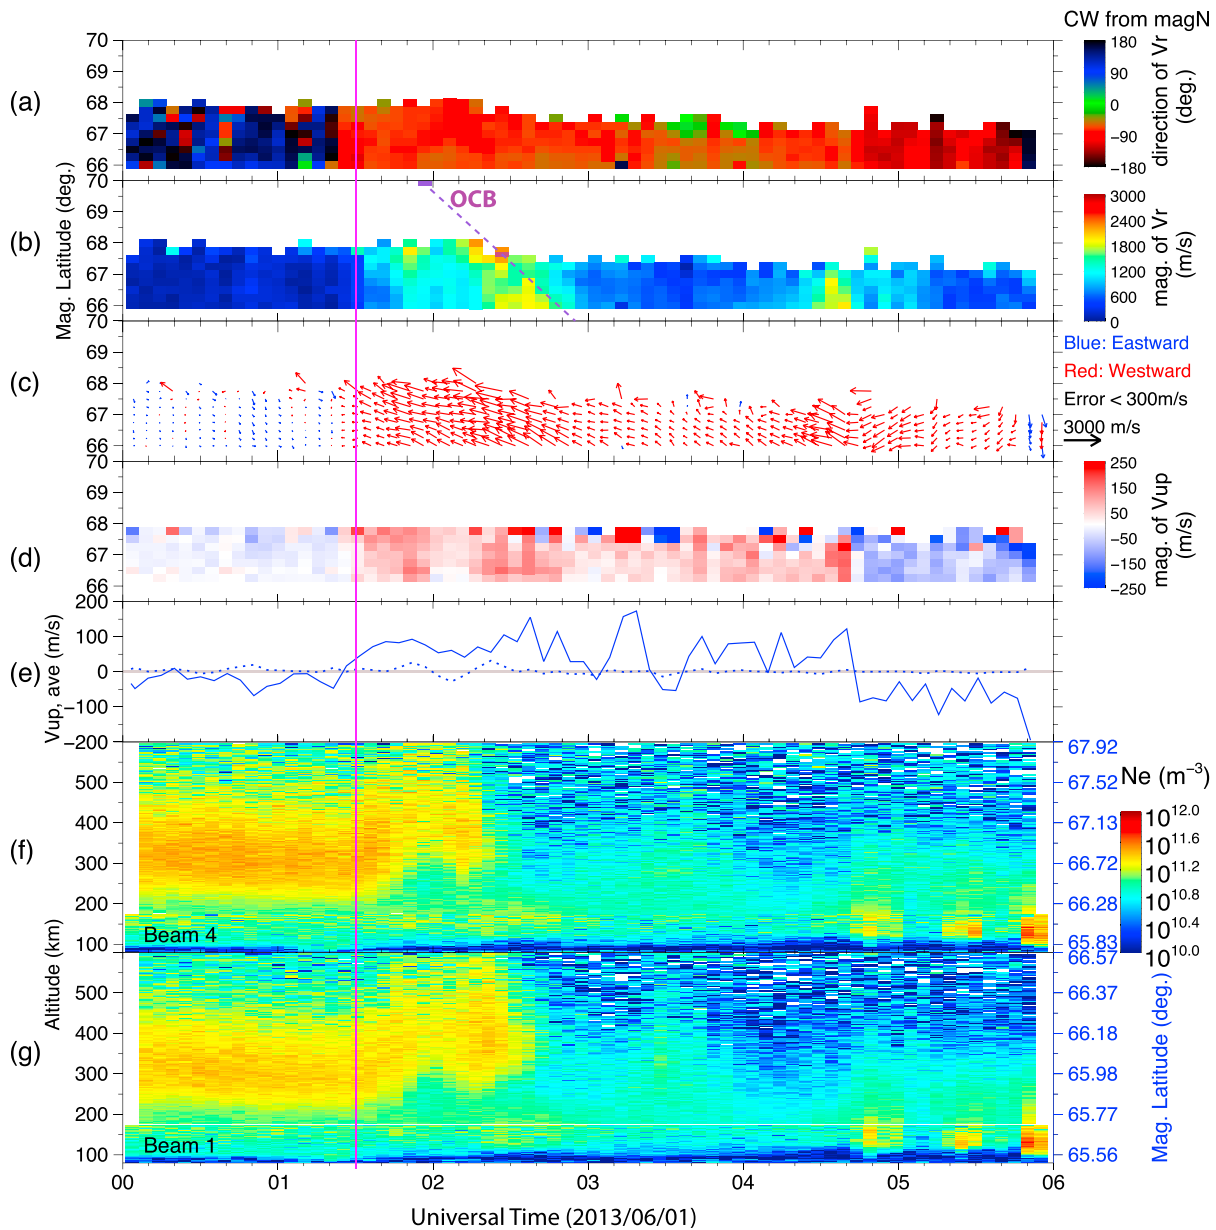 CW from magN
(a)
70
69
68
67
66
180
90
0
-90
-180
direction of Vr
(deg.)
Mag. Latitude (deg.)
(b)
70
69
68
67
66
OCB
3000
2400
1800
1200
600
0
mag. of Vr
(m/s)
(c)
70
69
68
67
66
Blue: Eastward
Red: Westward
Error < 300m/s
3000 m/s
(d)
70
69
68
67
66
250
150
50
-50
-150
-250
mag. of Vup
(m/s)
(e)
Vup, ave (m/s)
200
100
0
-100
-200
(f)
500
400
300
200
100
Beam 4
67.92
67.52
67.13
66.72
66.28
65.83
Ne (m⁻³)
10^12.0
10^11.6
10^11.2
10^10.8
10^10.4
10^10.0
Altitude (km)
(g)
500
400
300
200
100
Beam 1
66.57
66.37
66.18
65.98
65.77
65.56
Mag. Latitude (deg.)
00 01 02 03 04 05 06
Universal Time (2013/06/01)